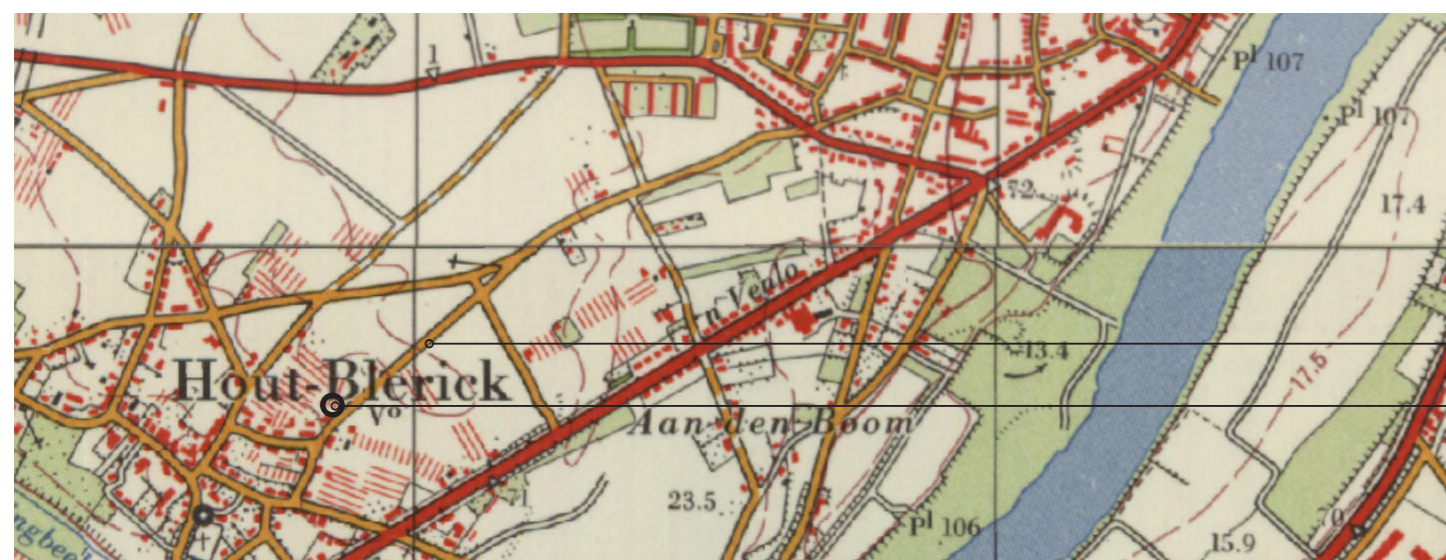 1
Pl 107
Pl 107
72
17.4
Venlo
13.4
17.5
Hout-Blerick
Vo
Aan den Boom
71
23.5
Pl 106
15.9